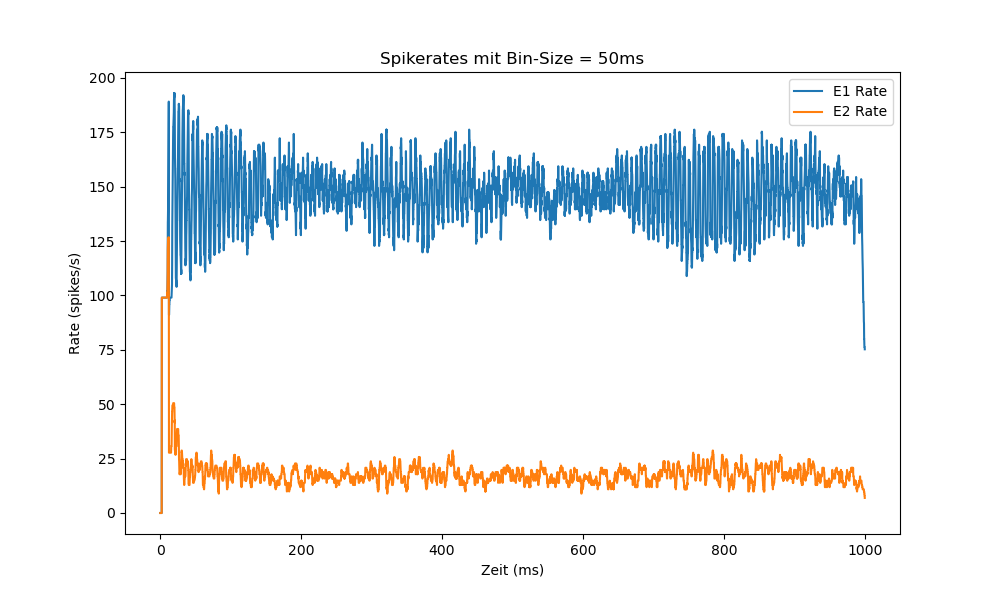 Spikerates mit Bin-Size = 50ms
E1 Rate
E2 Rate
200
175
150
125
100
75
50
25
0
Rate (spikes/s)
0 200 400 600 800 1000
Zeit (ms)